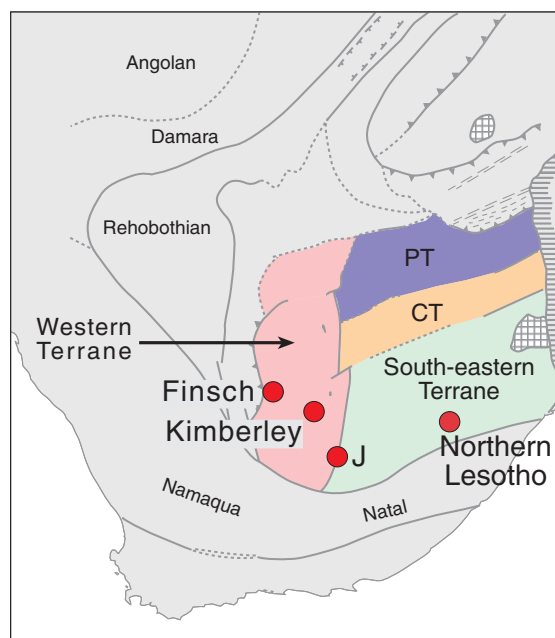 Angolan
Damara
Rehobothian
PT
CT
Western
Terrane
South-eastern
Terrane
Finsch
Kimberley
J
Northern
Lesotho
Namaqua
Natal